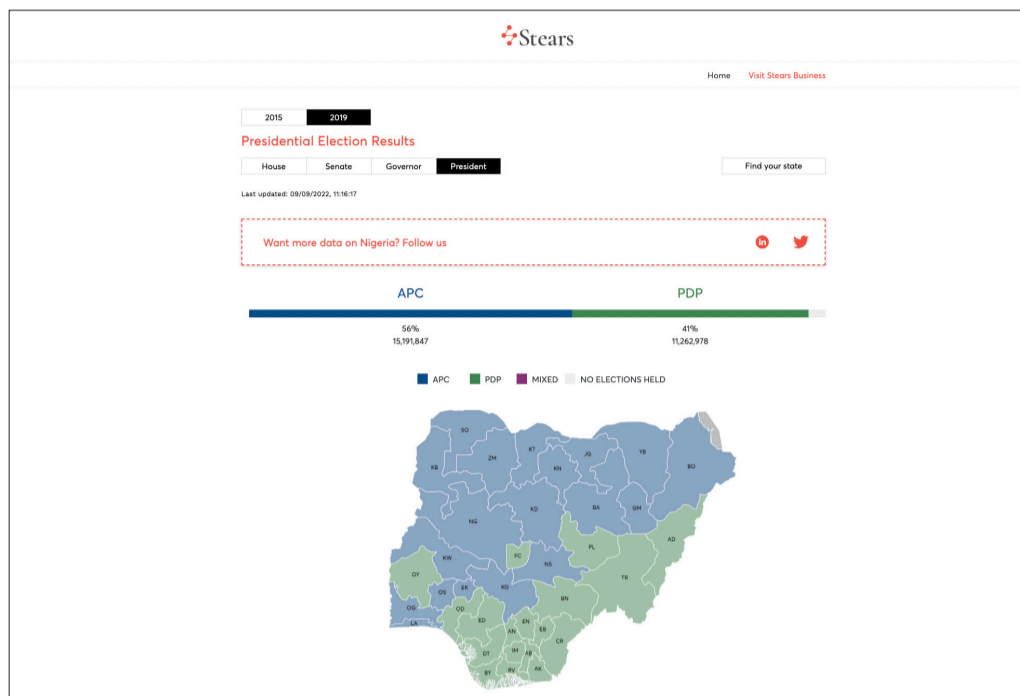 Stears
Home Visit Stears Business
2015 2019
Presidential Election Results
House Senate Governor President Find your state
Last updated: 09/09/2022, 11:16:17
Want more data on Nigeria? Follow us in
APC PDP
56% 41%
15,191,847 11,262,978
APC PDP MIXED NO ELECTIONS HELD
SO
KT JG YB
ZM
KB KN BO
BA GM
KD
NG
AD
FC PL
KW NS
OY TR
EK KG
OS BN
OG OD
ED EN
LA AN EB
CR
DT IM AB
BY RV AK